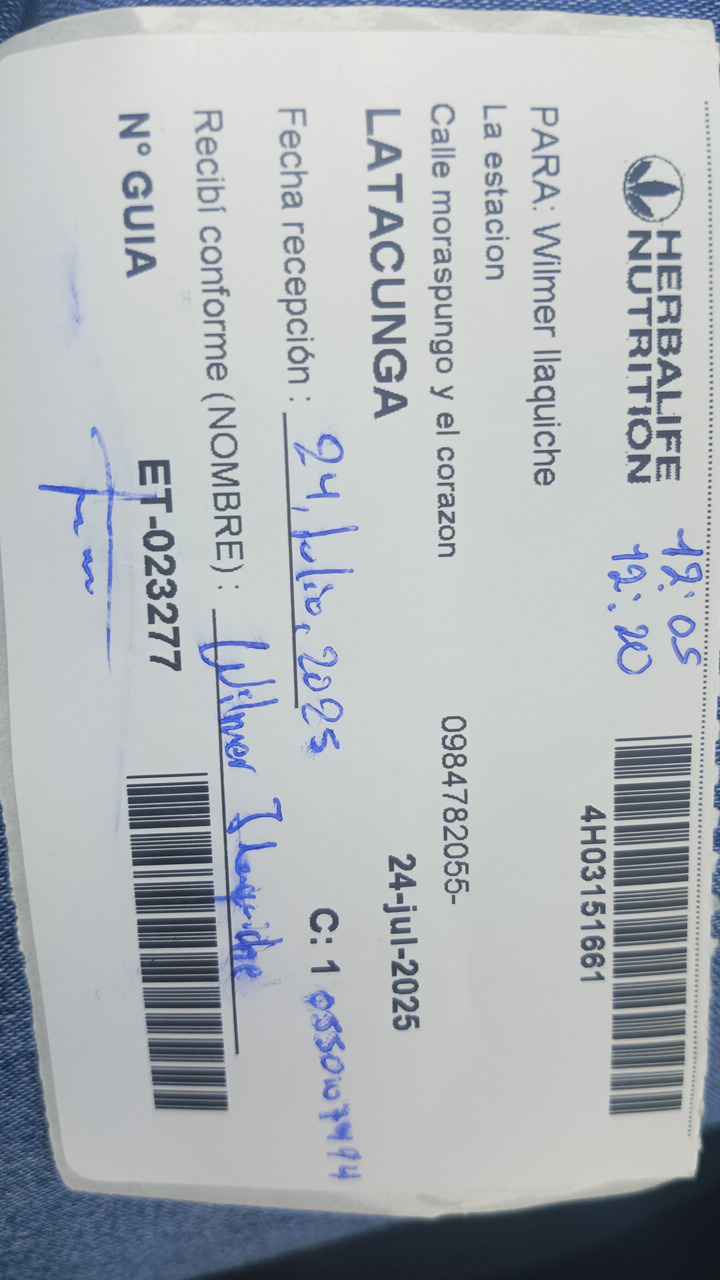 HERBALIFE
NUTRITION
12:05
12:20
4H03151661
PARA: Wilmer llaquiche
La estacion
Calle moraspungo y el corazon 0984782055-
LATACUNGA 24-jul-2025
Fecha recepción : 24, Julio, 2025 C: 1
Recibí conforme (NOMBRE) : Wilmer Ilaquiche
N° GUIA ET-023277